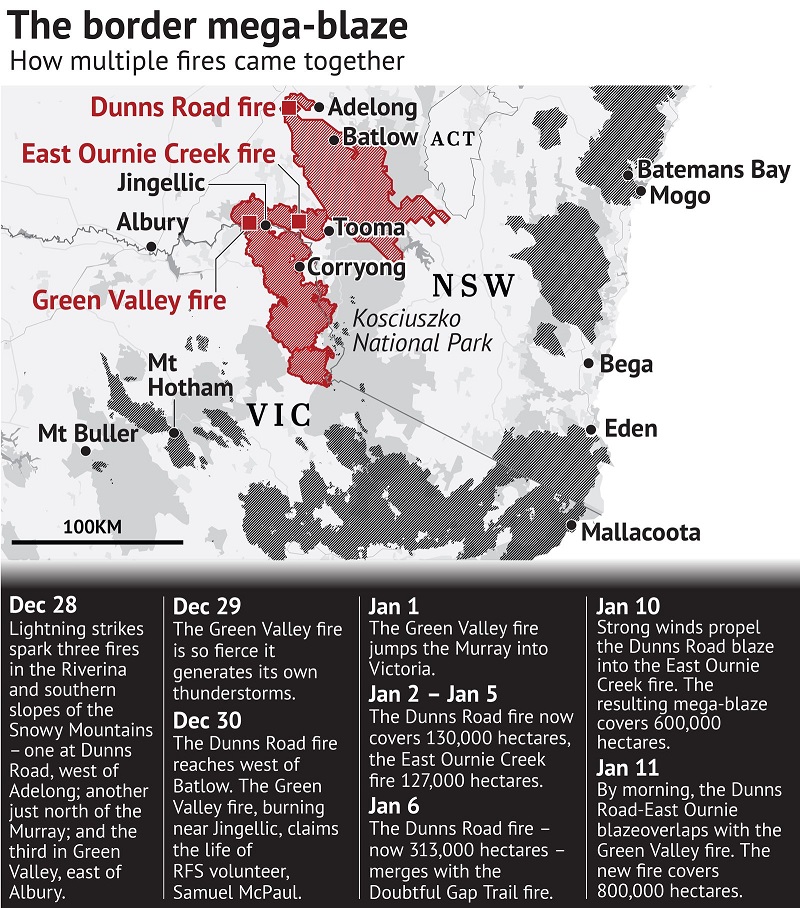 The border mega-blaze
How multiple fires came together
Dunns Road fire
Adelong
Batlow
ACT
East Ournie Creek fire
Jingellic
Batemans Bay
Mogo
Albury
Tooma
Corryong
NSW
Green Valley fire
Kosciuszko
National Park
Mt
Hotham
Bega
VIC
Mt Buller
Eden
100KM
Mallacoota
Dec 28
Lightning strikes
spark three fires
in the Riverina
and southern
slopes of the
Snowy Mountains
– one at Dunns
Road, west of
Adelong; another
just north of the
Murray; and the
third in Green
Valley, east of
Albury.
Dec 29
The Green Valley fire
is so fierce it
generates its own
thunderstorms.
Dec 30
The Dunns Road fire
reaches west of
Batlow. The Green
Valley fire, burning
near Jingellic, claims
the life of
RFS volunteer,
Samuel McPaul.
Jan 1
The Green Valley fire
jumps the Murray into
Victoria.
Jan 2 – Jan 5
The Dunns Road fire now
covers 130,000 hectares,
the East Ournie Creek
fire 127,000 hectares.
Jan 6
The Dunns Road fire –
now 313,000 hectares –
merges with the
Doubtful Gap Trail fire.
Jan 10
Strong winds propel
the Dunns Road blaze
into the East Ournie
Creek fire. The
resulting mega-blaze
covers 600,000
hectares.
Jan 11
By morning, the Dunns
Road-East Ournie
blazeoverlaps with the
Green Valley fire. The
new fire covers
800,000 hectares.